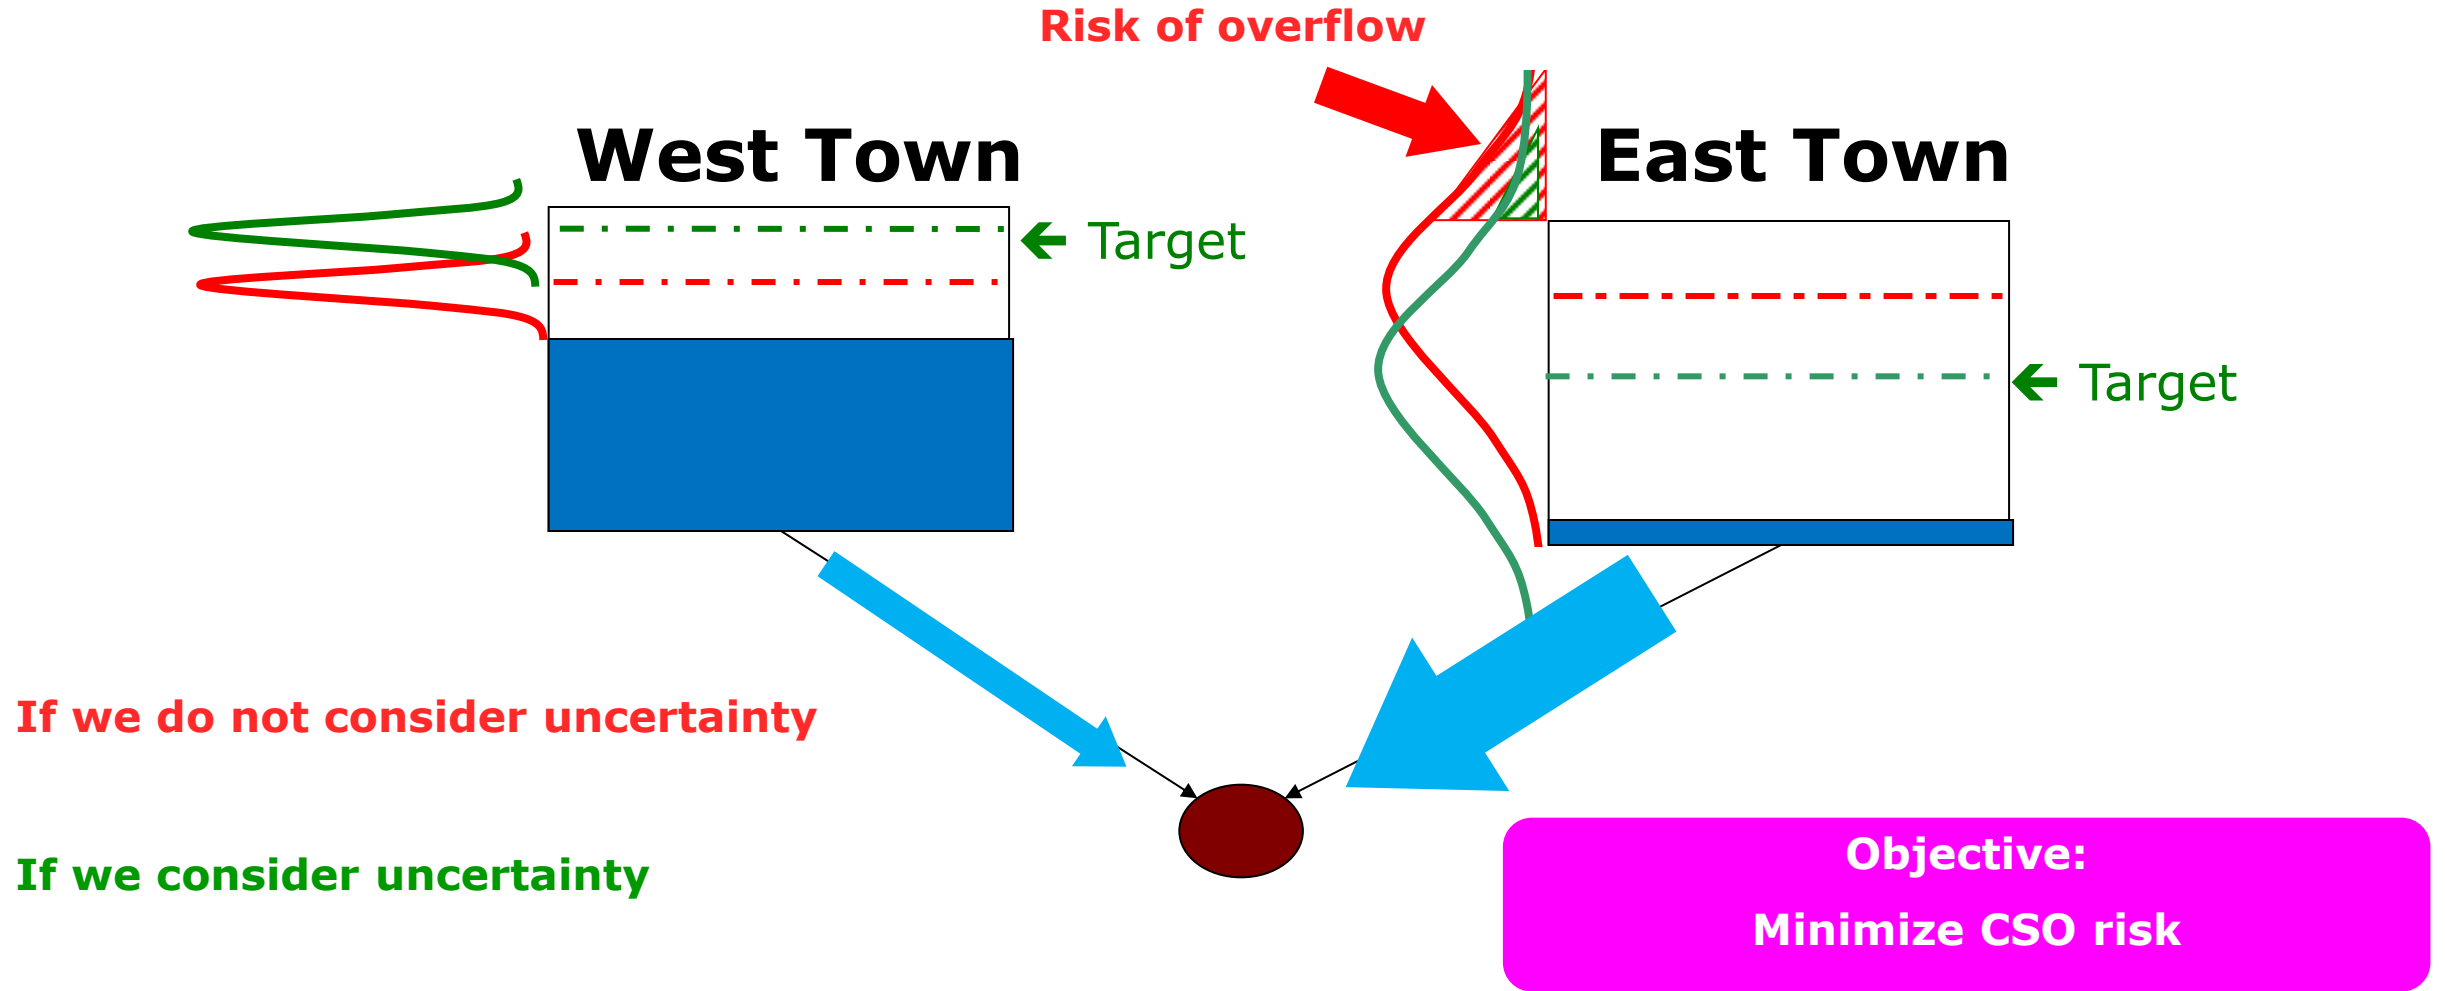 Risk of overflow
West Town
East Town
Target
Target
If we do not consider uncertainty
If we consider uncertainty
Objective:
Minimize CSO risk